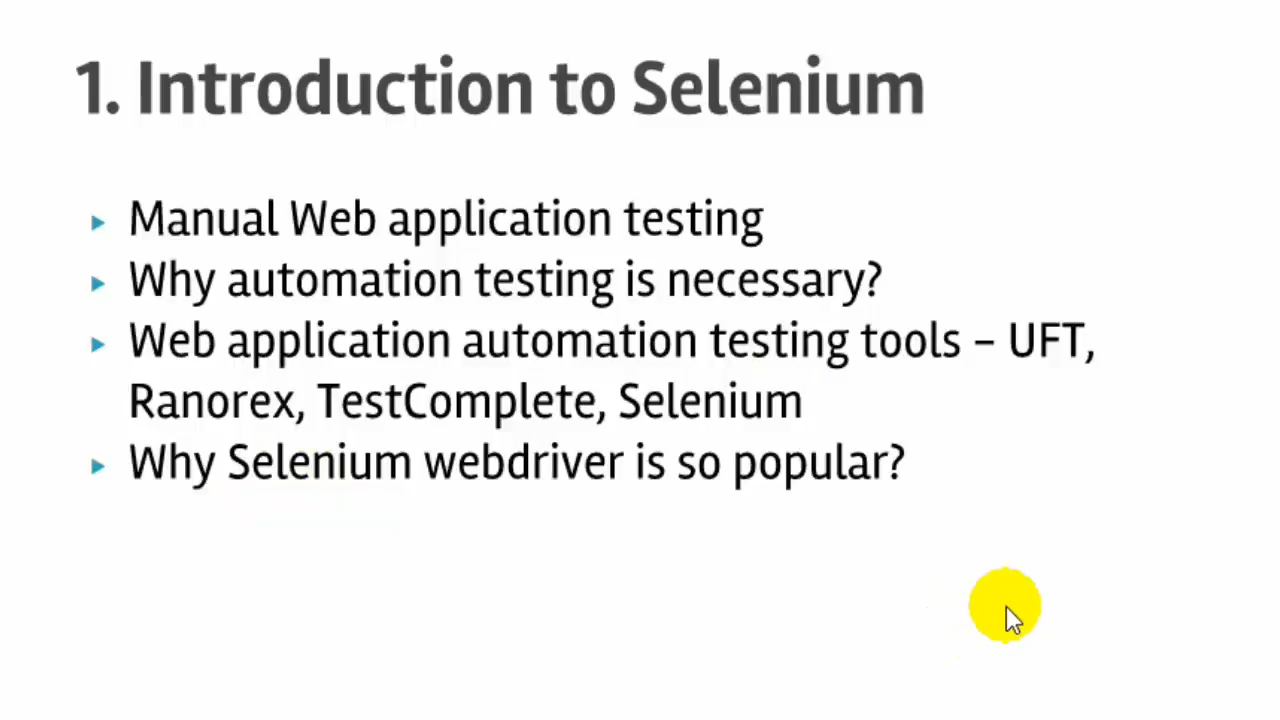 1. Introduction to Selenium
Manual Web application testing
Why automation testing is necessary?
Web application automation testing tools – UFT,
Ranorex, TestComplete, Selenium
Why Selenium webdriver is so popular?